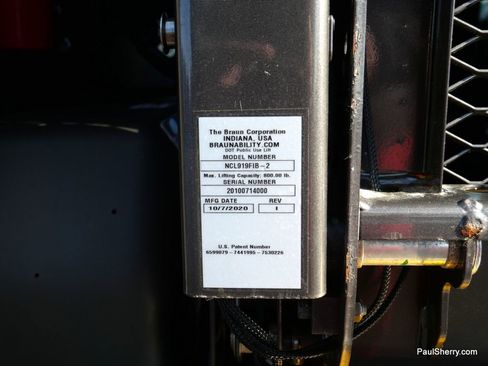 The Braun Corporation
INDIANA, USA
BRAUNABILITY.COM
DOT Public Use Lift
MODEL NUMBER
NCL919FIB-2
Max. Lifting Capacity: 800.00 lb.
SERIAL NUMBER
20100714000
MFG DATE REV
10/7/2020 I
U.S. Patent Number
6599079-7441995-7530226
PaulSherry.com